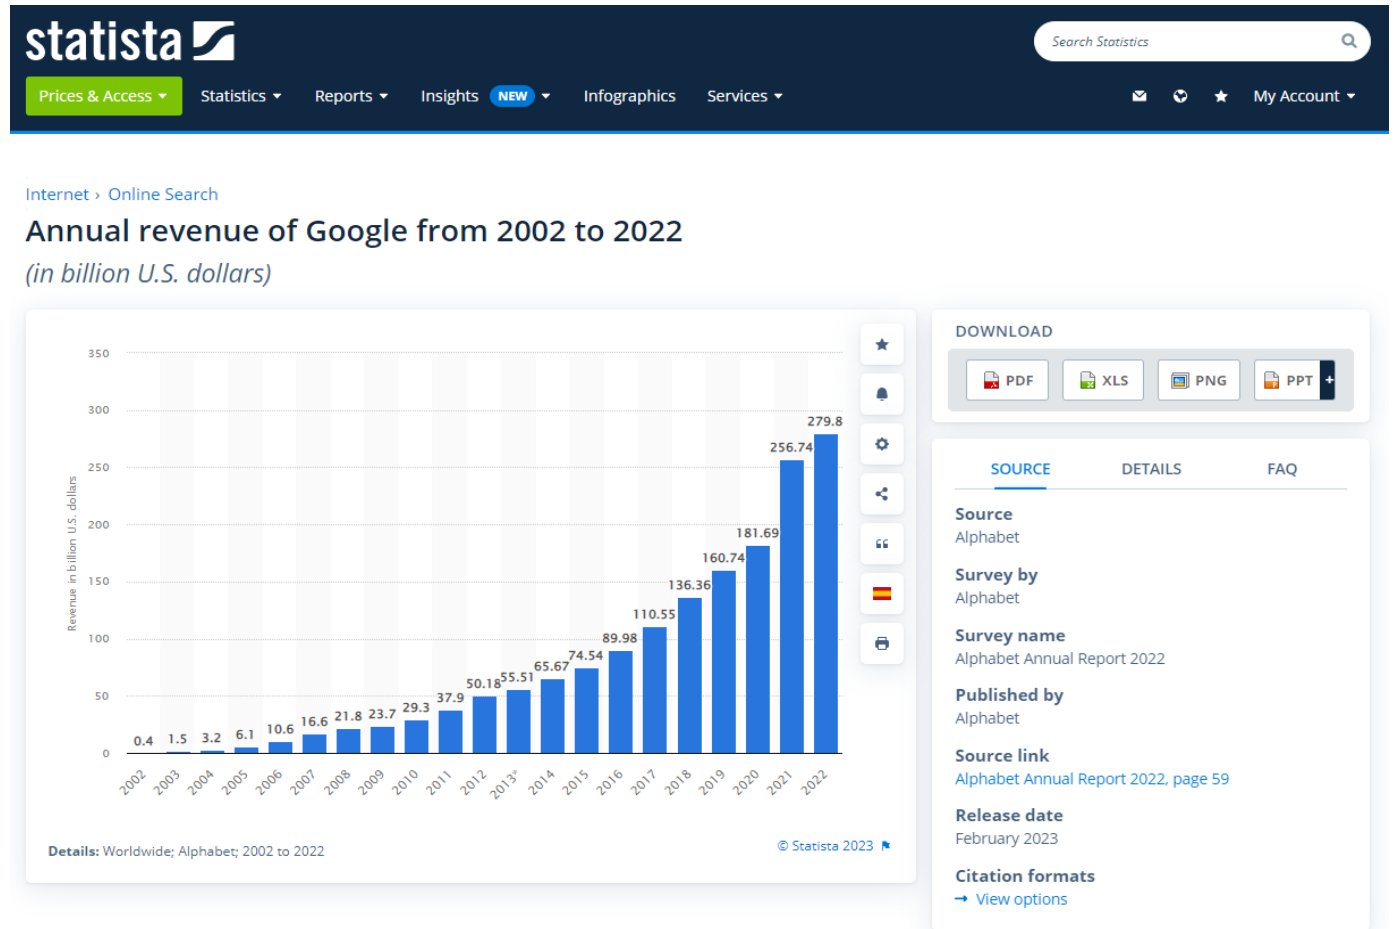 statista
Search Statistics
Prices & Access Statistics Reports Insights NEW Infographics Services My Account
Internet › Online Search
Annual revenue of Google from 2002 to 2022
(in billion U.S. dollars)
350
300
250
200
150
100
50
0
Revenue in billion U.S. dollars
0.4 1.5 3.2 6.1 10.6 16.6 21.8 23.7 29.3 37.9 50.18 55.51 65.67 74.54 89.98 110.55 136.36 160.74 181.69 256.74 279.8
2002 2003 2004 2005 2006 2007 2008 2009 2010 2011 2012 2013* 2014 2015 2016 2017 2018 2019 2020 2021 2022
Details: Worldwide; Alphabet; 2002 to 2022
© Statista 2023
DOWNLOAD
PDF XLS PNG PPT +
SOURCE DETAILS FAQ
Source
Alphabet
Survey by
Alphabet
Survey name
Alphabet Annual Report 2022
Published by
Alphabet
Source link
Alphabet Annual Report 2022, page 59
Release date
February 2023
Citation formats
→ View options